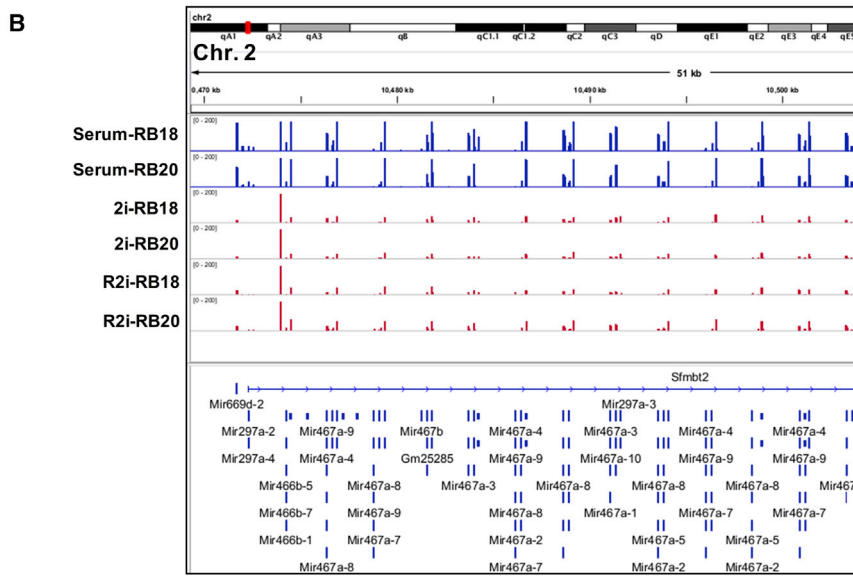 B
chr2
qA1 qA2 qA3 qB qC1.1 qC1.2 qC2 qC3 qD qE1 qE2 qE3 qE4 qE5
Chr. 2
51 kb
0,470 kb 10,480 kb 10,490 kb 10,500 kb
Serum-RB18 [0 - 200]
Serum-RB20 [0 - 200]
2i-RB18 [0 - 200]
2i-RB20 [0 - 200]
R2i-RB18 [0 - 200]
R2i-RB20 [0 - 200]
Sfmbt2
Mir669d-2 Mir297a-3
Mir297a-2 Mir467a-9 Mir467b Mir467a-4 Mir467a-3 Mir467a-4 Mir467a-4
Mir297a-4 Mir467a-4 Gm25285 Mir467a-9 Mir467a-10 Mir467a-9 Mir467a-9
Mir466b-5 Mir467a-8 Mir467a-3 Mir467a-8 Mir467a-8 Mir467a-8 Mir467
Mir466b-7 Mir467a-9 Mir467a-8 Mir467a-1 Mir467a-7 Mir467a-7
Mir466b-1 Mir467a-7 Mir467a-2 Mir467a-5 Mir467a-5
Mir467a-8 Mir467a-7 Mir467a-2 Mir467a-2